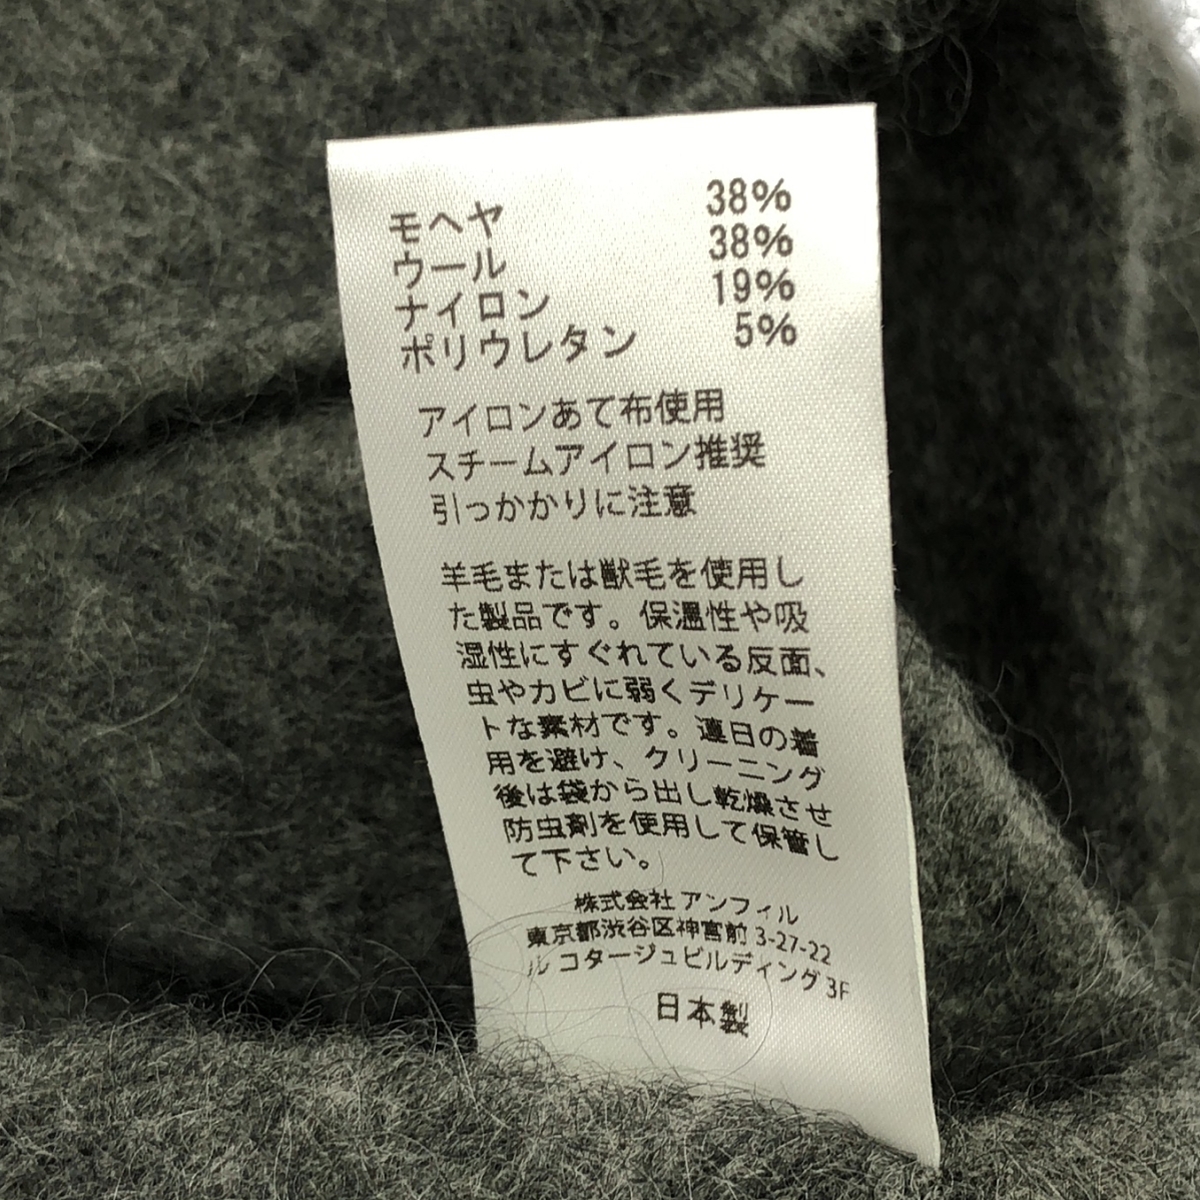 モヘヤ 38%
ウール 38%
ナイロン 19%
ポリウレタン 5%
アイロンあて布使用
スチームアイロン推奨
引っかかりに注意
羊毛または獣毛を使用し
た製品です。保温性や吸
湿性にすぐれている反面、
虫やカビに弱くデリケー
トな素材です。連日の着
用を避け、クリーニング
後は袋から出し乾燥させ
防虫剤を使用して保管し
て下さい。
株式会社アンフィル
東京都渋谷区神宮前 3-27-22
ル コタージュビルディング 3F
日本製